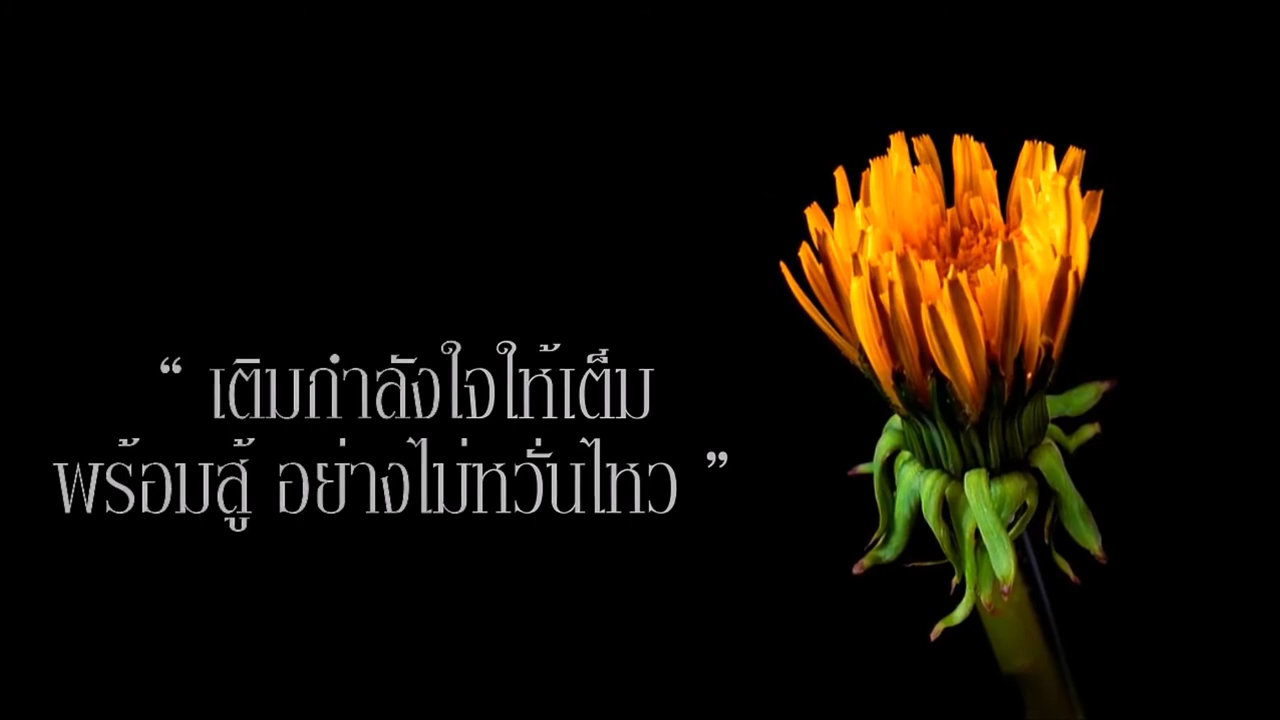 “ เติมกำลังใจให้เต็ม
พร้อมสู้ อย่างไม่หวั่นไหว ”